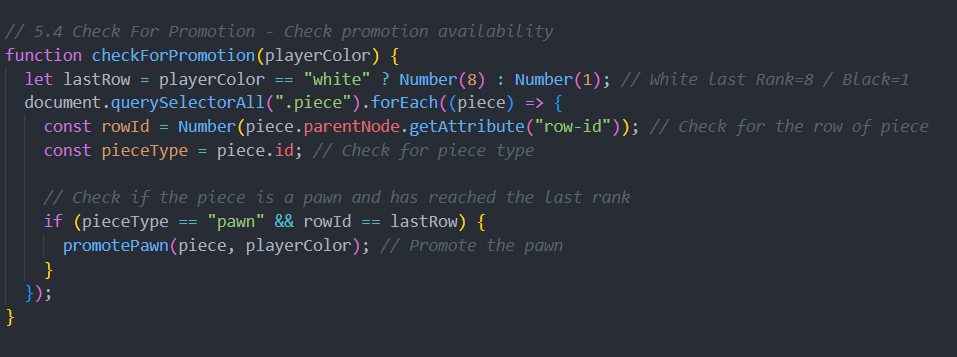 // 5.4 Check For Promotion - Check promotion availability
function checkForPromotion(playerColor) {
  let lastRow = playerColor == "white" ? Number(8) : Number(1); // White last Rank=8 / Black=1
  document.querySelectorAll(".piece").forEach((piece) => {
    const rowId = Number(piece.parentNode.getAttribute("row-id")); // Check for the row of piece
    const pieceType = piece.id; // Check for piece type

    // Check if the piece is a pawn and has reached the last rank
    if (pieceType == "pawn" && rowId == lastRow) {
      promotePawn(piece, playerColor); // Promote the pawn
    }
  });
}